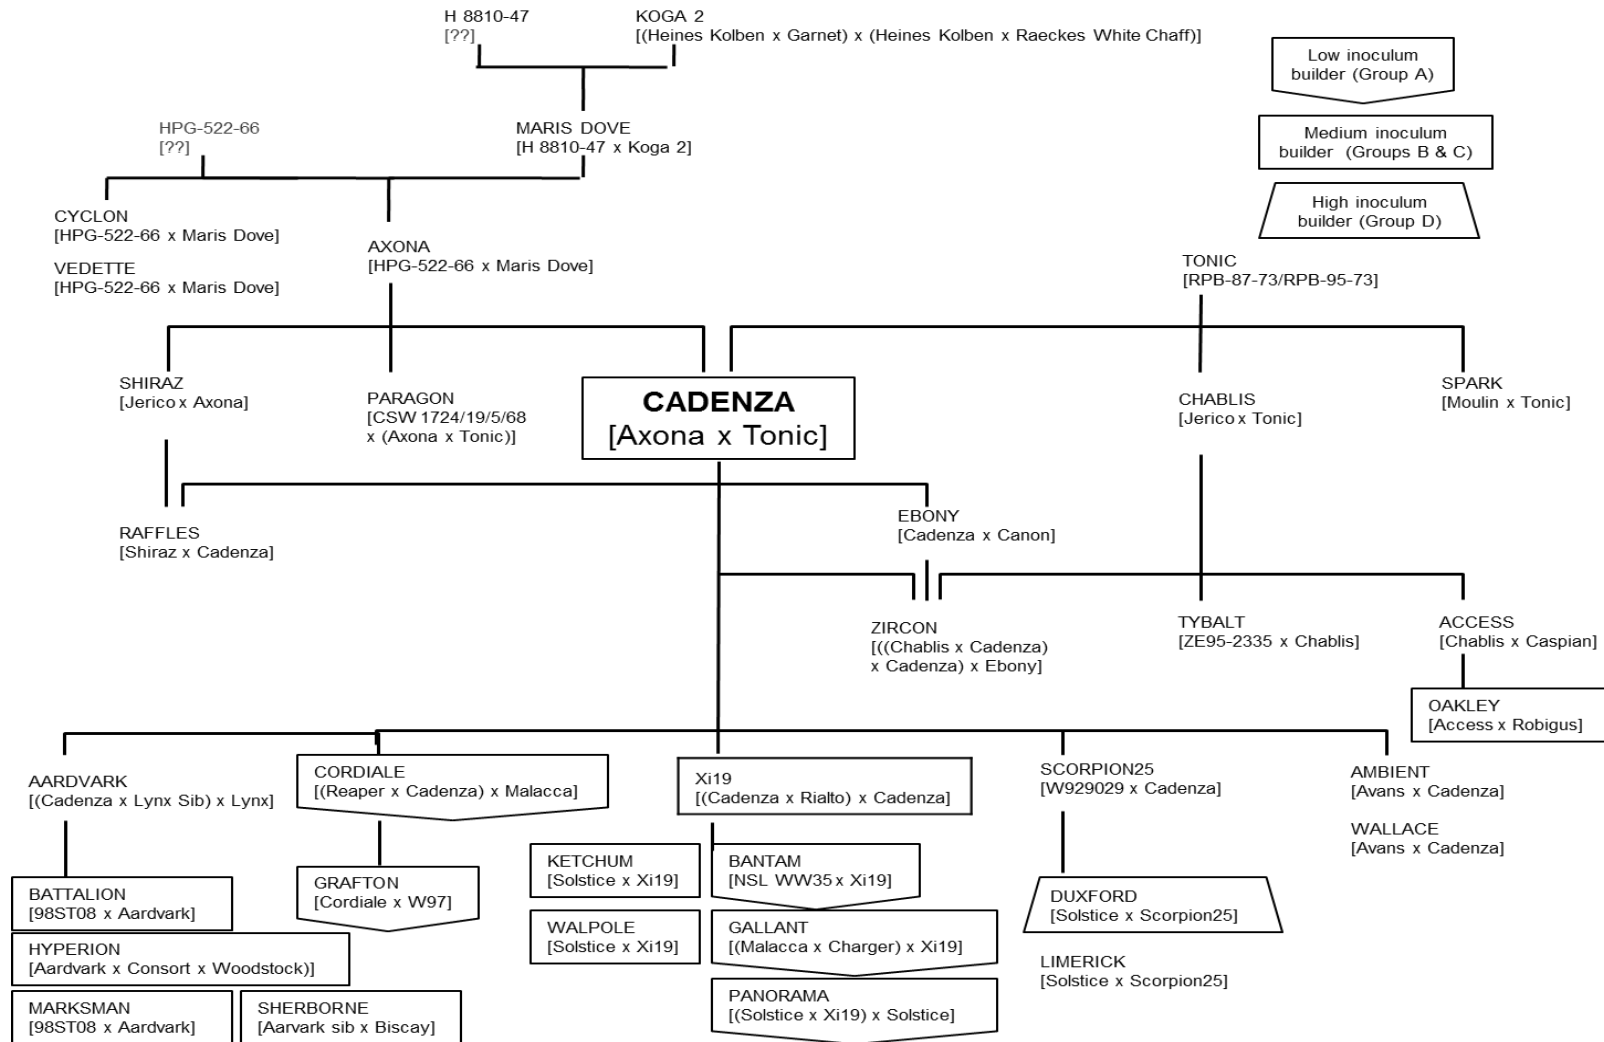 H 8810-47
[??]
KOGA 2
[(Heines Kolben x Garnet) x (Heines Kolben x Raeckes White Chaff)]
Low inoculum
builder (Group A)
Medium inoculum
builder (Groups B & C)
High inoculum
builder (Group D)
HPG-522-66
[??]
MARIS DOVE
[H 8810-47 x Koga 2]
CYCLON
[HPG-522-66 x Maris Dove]
VEDETTE
[HPG-522-66 x Maris Dove]
AXONA
[HPG-522-66 x Maris Dove]
TONIC
[RPB-87-73/RPB-95-73]
SHIRAZ
[Jerico x Axona]
PARAGON
[CSW 1724/19/5/68
x (Axona x Tonic)]
CADENZA
[Axona x Tonic]
CHABLIS
[Jerico x Tonic]
SPARK
[Moulin x Tonic]
RAFFLES
[Shiraz x Cadenza]
EBONY
[Cadenza x Canon]
ZIRCON
[((Chablis x Cadenza)
x Cadenza) x Ebony]
TYBALT
[ZE95-2335 x Chablis]
ACCESS
[Chablis x Caspian]
OAKLEY
[Access x Robigus]
AARDVARK
[(Cadenza x Lynx Sib) x Lynx]
CORDIALE
[(Reaper x Cadenza) x Malacca]
Xi19
[(Cadenza x Rialto) x Cadenza]
SCORPION25
[W929029 x Cadenza]
AMBIENT
[Avans x Cadenza]
WALLACE
[Avans x Cadenza]
BATTALION
[98ST08 x Aardvark]
GRAFTON
[Cordiale x W97]
KETCHUM
[Solstice x Xi19]
BANTAM
[NSL WW35 x Xi19]
DUXFORD
[Solstice x Scorpion25]
HYPERION
[Aardvark x Consort x Woodstock)]
WALPOLE
[Solstice x Xi19]
GALLANT
[(Malacca x Charger) x Xi19]
LIMERICK
[Solstice x Scorpion25]
MARKSMAN
[98ST08 x Aardvark]
SHERBORNE
[Aarvark sib x Biscay]
PANORAMA
[(Solstice x Xi19) x Solstice]